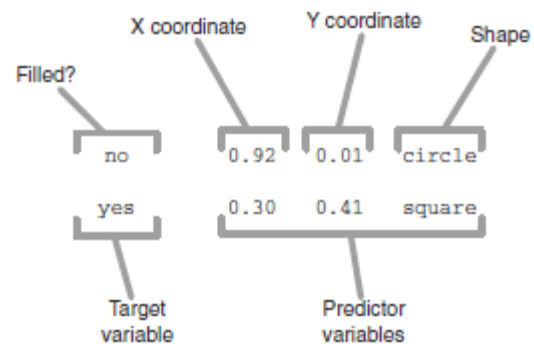 X coordinate
Y coordinate
Shape
Filled?
no 0.92 0.01 circle
yes 0.30 0.41 square
Target
variable
Predictor
variables